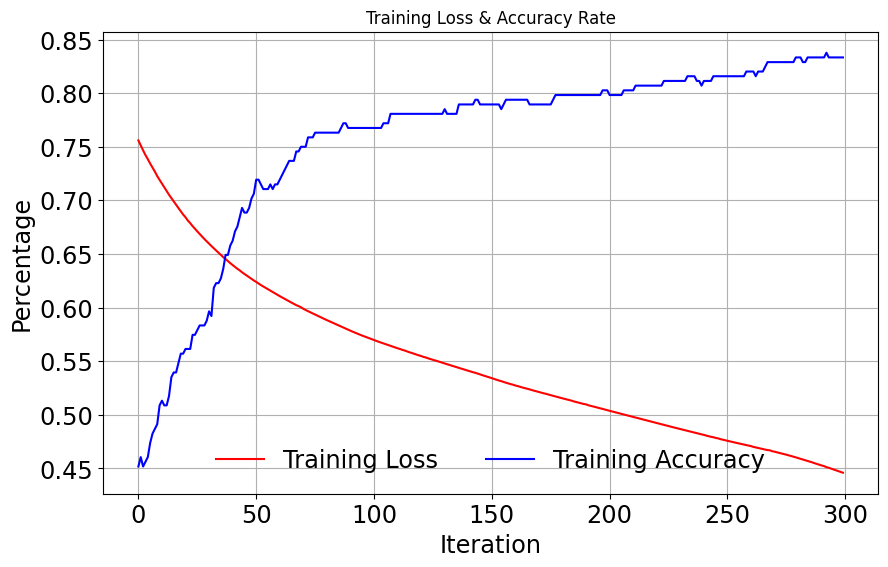 Training Loss & Accuracy Rate
0.85
0.80
0.75
0.70
0.65
0.60
0.55
0.50
0.45
Percentage
Training Loss Training Accuracy
0 50 100 150 200 250 300
Iteration